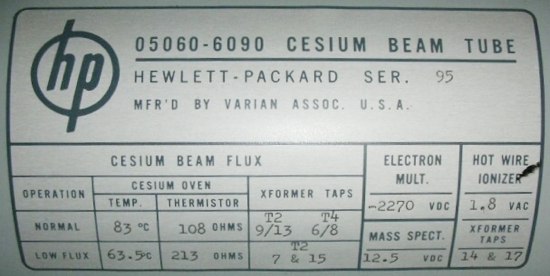 hp
05060-6090 CESIUM BEAM TUBE
HEWLETT-PACKARD SER. 95
MFR'D BY VARIAN ASSOC. U.S.A.
CESIUM BEAM FLUX
ELECTRON MULT.
HOT WIRE IONIZER
OPERATION
CESIUM OVEN
XFORMER TAPS
TEMP. THERMISTOR
-2270 VDC
1.8 VAC
T2 T4
NORMAL 83 °C 108 OHMS 9/13 6/8
MASS SPECT.
XFORMER TAPS
T2
LOW FLUX 63.5°C 213 OHMS 7 & 15
12.5 VDC
14 & 17